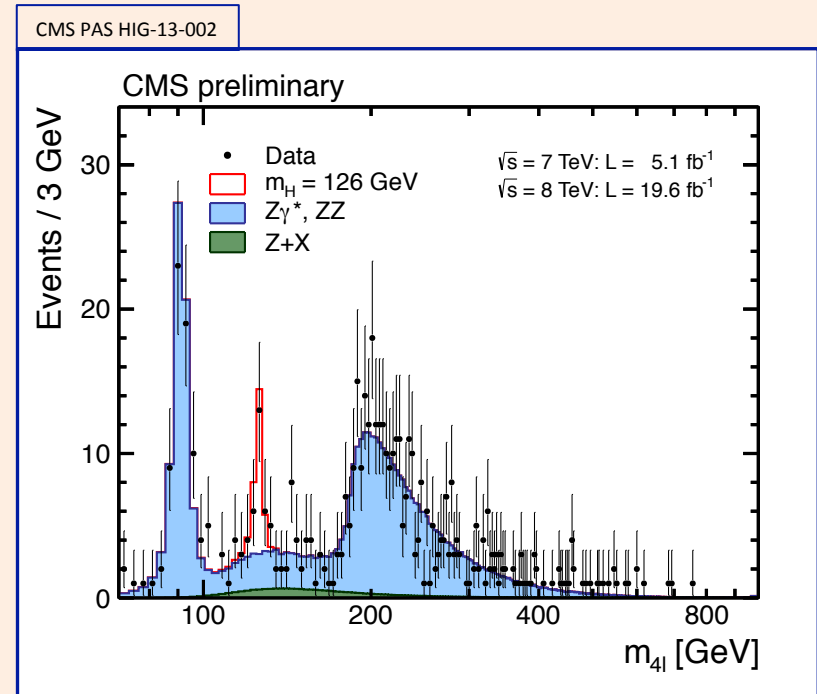 CMS PAS HIG-13-002
CMS preliminary
Events / 3 GeV
30
20
10
0
Data
m_H = 126 GeV
Zγ*, ZZ
Z+X
√s = 7 TeV: L = 5.1 fb⁻¹
√s = 8 TeV: L = 19.6 fb⁻¹
100 200 400 800
m_4l [GeV]